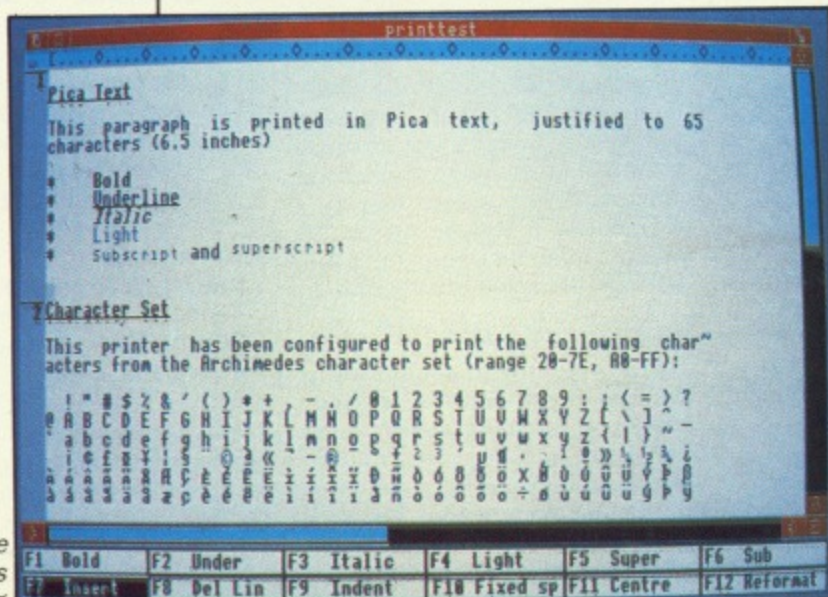 printtest
Pica Text
This paragraph is printed in Pica text, justified to 65
characters (6.5 inches)
* Bold
* Underline
* Italic
* Light
* Subscript and superscript
Character Set
This printer has been configured to print the following char~
acters from the Archimedes character set (range 20-7E, A0-FF):
! " # $ % & ' ( ) * + , - . / 0 1 2 3 4 5 6 7 8 9 : ; < = > ?
@ A B C D E F G H I J K L M N O P Q R S T U V W X Y Z [ \ ] ^ _
` a b c d e f g h i j k l m n o p q r s t u v w x y z { | } ~
F1 Bold F2 Under F3 Italic F4 Light F5 Super F6 Sub
F7 Insert F8 Del Lin F9 Indent F10 Fixed sp F11 Centre F12 Reformat